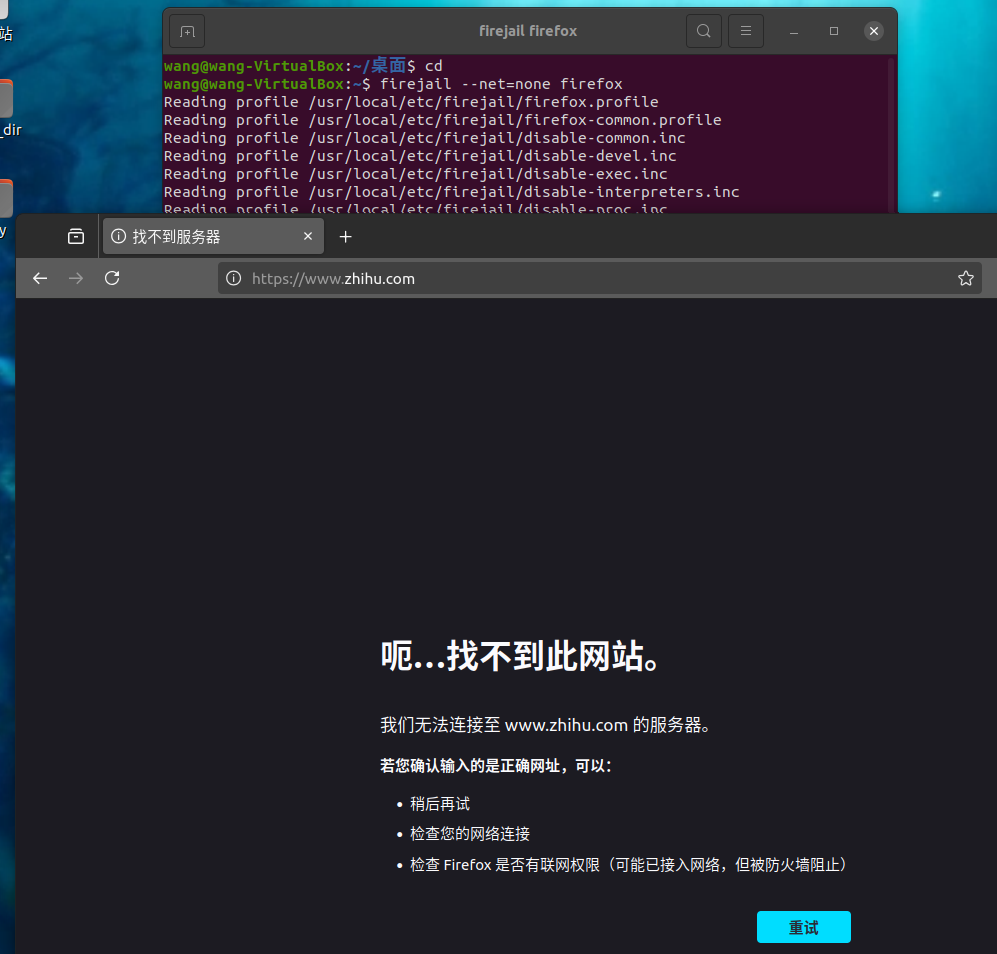 站
_dir
y
firejail firefox
wang@wang-VirtualBox:~/桌面$ cd
wang@wang-VirtualBox:~$ firejail --net=none firefox
Reading profile /usr/local/etc/firejail/firefox.profile
Reading profile /usr/local/etc/firejail/firefox-common.profile
Reading profile /usr/local/etc/firejail/disable-common.inc
Reading profile /usr/local/etc/firejail/disable-devel.inc
Reading profile /usr/local/etc/firejail/disable-exec.inc
Reading profile /usr/local/etc/firejail/disable-interpreters.inc
Reading profile /usr/local/etc/firejail/disable-proc.inc
找不到服务器
https://www.zhihu.com
呃…找不到此网站。
我们无法连接至 www.zhihu.com 的服务器。
若您确认输入的是正确网址，可以：
• 稍后再试
• 检查您的网络连接
• 检查 Firefox 是否有联网权限（可能已接入网络，但被防火墙阻止）
重试